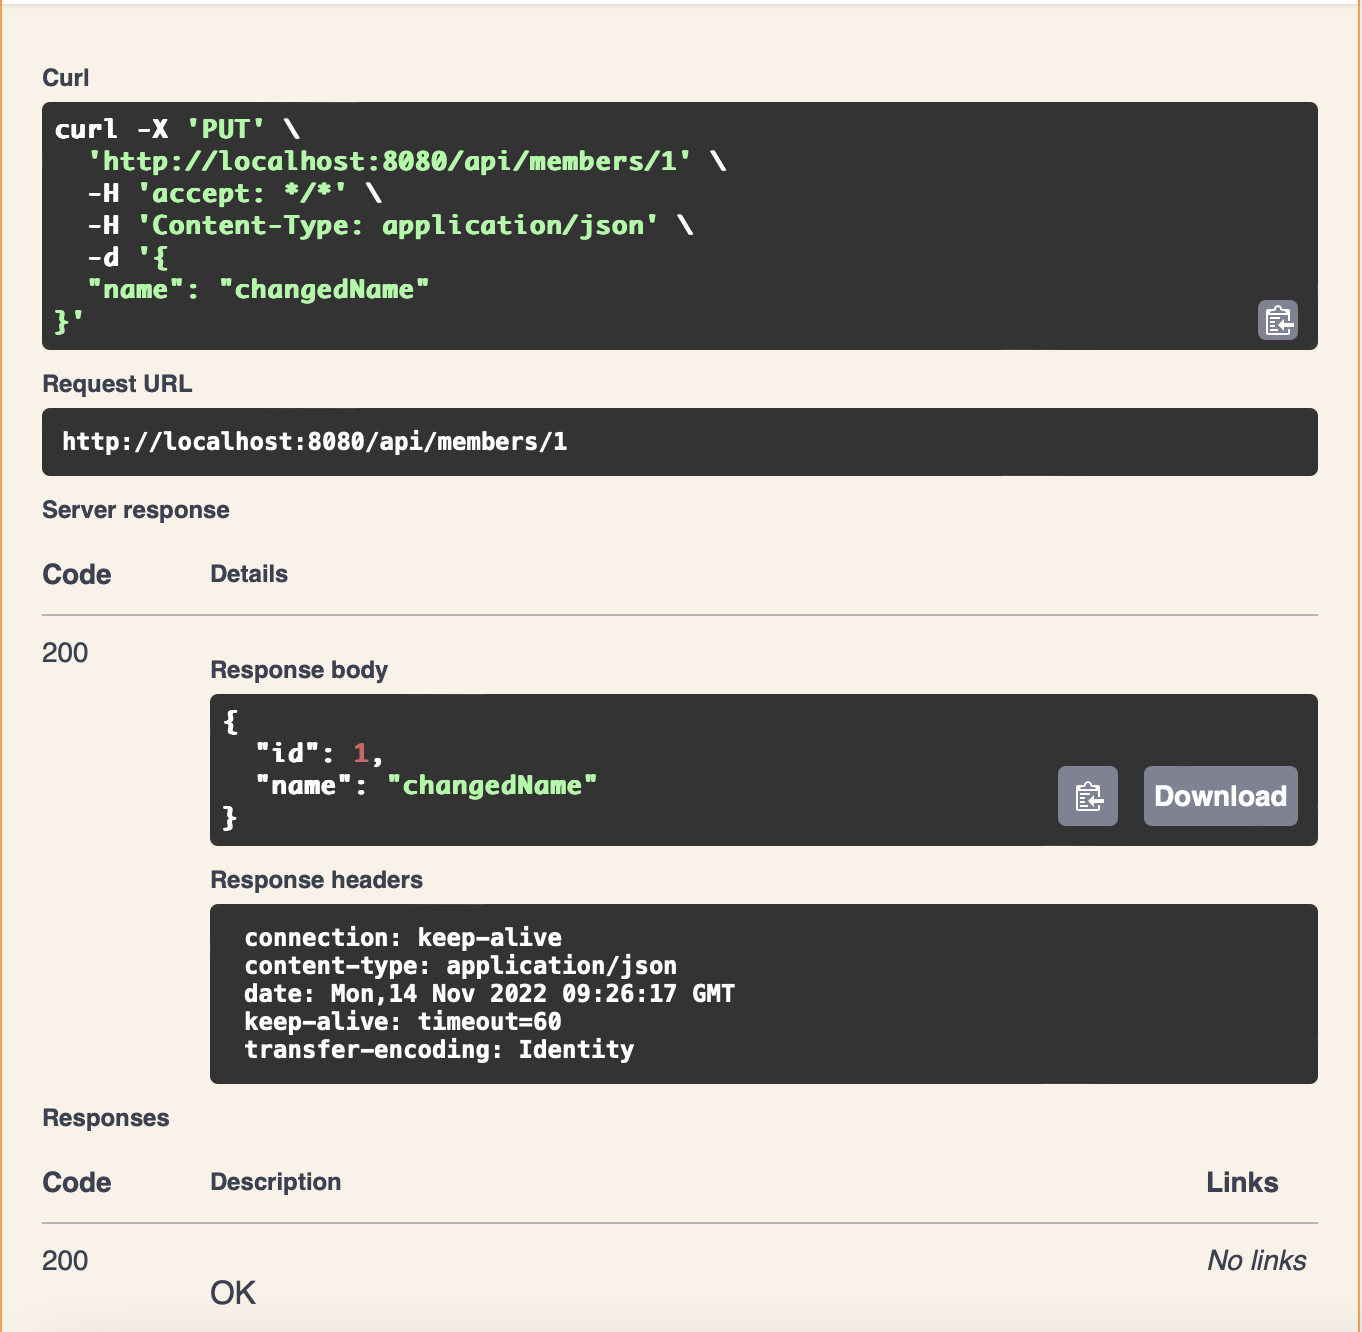 Curl
curl -X 'PUT' \
  'http://localhost:8080/api/members/1' \
  -H 'accept: */*' \
  -H 'Content-Type: application/json' \
  -d '{
  "name": "changedName"
}'
Request URL
http://localhost:8080/api/members/1
Server response
Code Details
200
Response body
{
  "id": 1,
  "name": "changedName"
}
Download
Response headers
connection: keep-alive
content-type: application/json
date: Mon,14 Nov 2022 09:26:17 GMT
keep-alive: timeout=60
transfer-encoding: Identity
Responses
Code Description Links
200 No links
OK